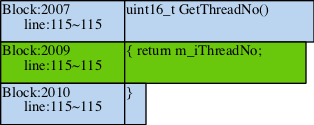 Block:2007 uint16_t GetThreadNo()
line:115~115
Block:2009 { return m_iThreadNo;
line:115~115
Block:2010 }
line:115~115